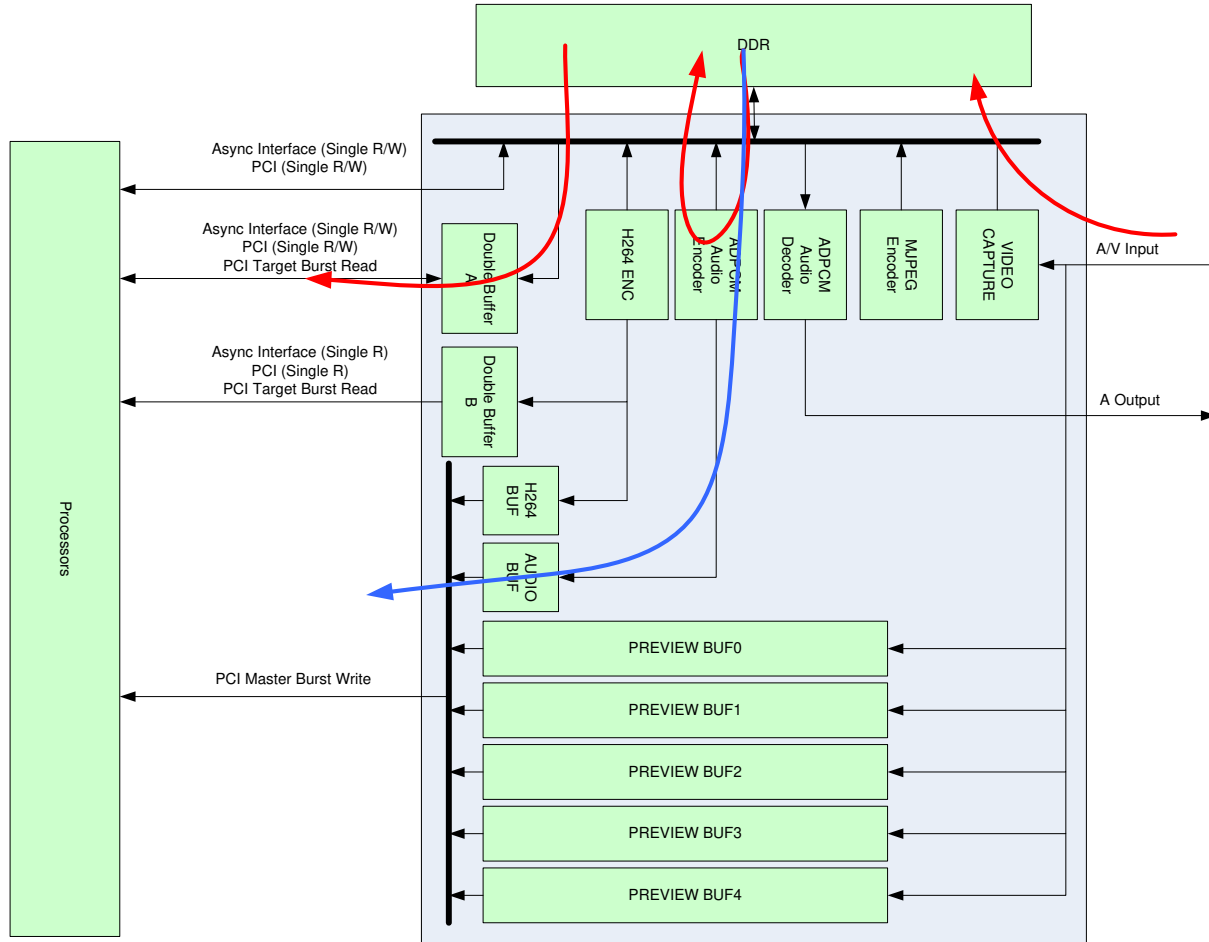 DDR
Async Interface (Single R/W)
PCI (Single R/W)
Async Interface (Single R/W)
PCI (Single R/W)
PCI Target Burst Read
Double Buffer
A
H264 ENC
ADPCM
Audio
Encoder
ADPCM
Audio
Decoder
MJPEG
Encoder
VIDEO
CAPTURE
A/V Input
Async Interface (Single R)
PCI (Single R)
PCI Target Burst Read
Double Buffer
B
A Output
H264
BUF
Processors
AUDIO
BUF
PREVIEW BUF0
PCI Master Burst Write
PREVIEW BUF1
PREVIEW BUF2
PREVIEW BUF3
PREVIEW BUF4